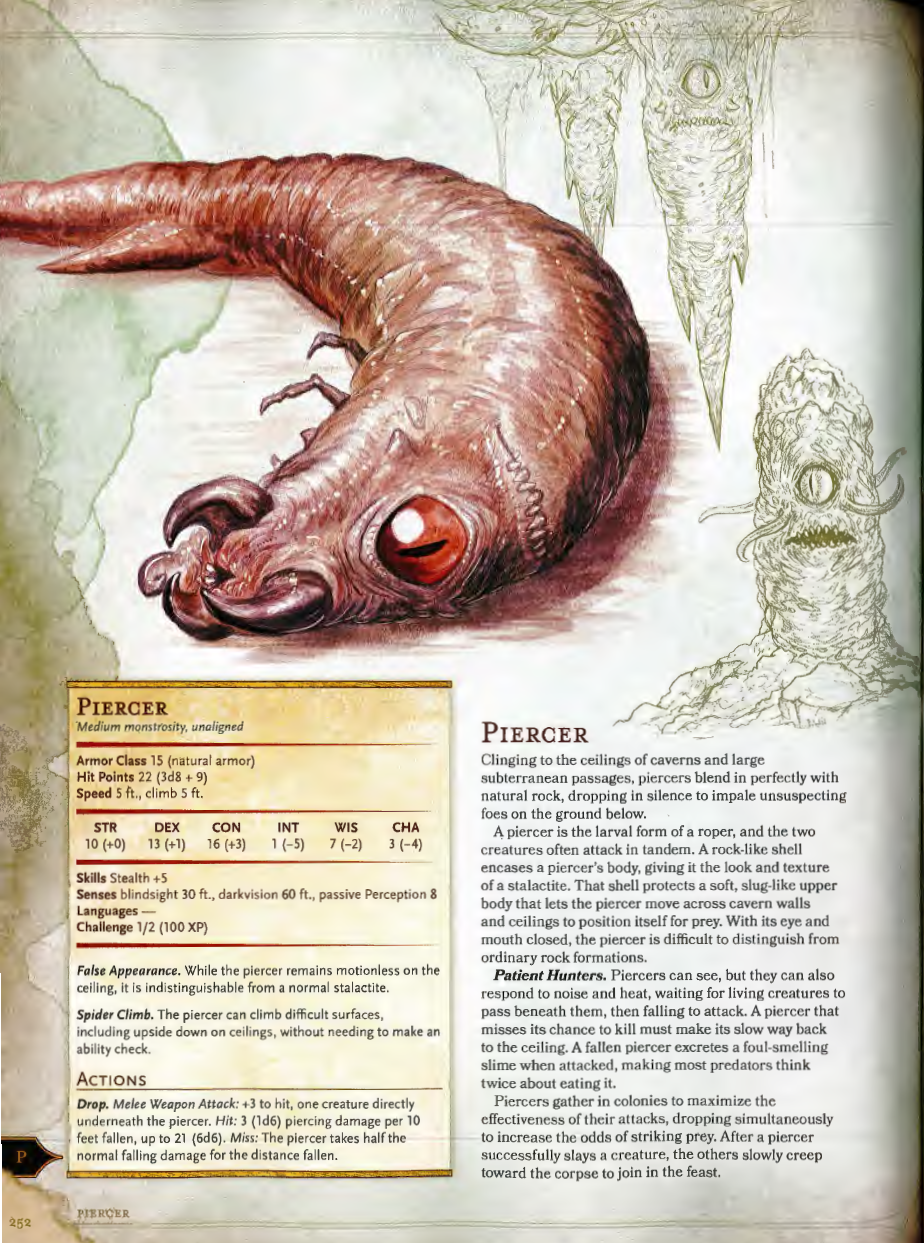 PIERCER
Medium monstrosity, unaligned
Armor Class 15 (natural armor)
Hit Points 22 (3d8 + 9)
Speed 5 ft., climb 5 ft.
STR DEX CON INT WIS CHA
10 (+0) 13 (+1) 16 (+3) 1 (-5) 7 (-2) 3 (-4)
Skills Stealth +5
Senses blindsight 30 ft., darkvision 60 ft., passive Perception 8
Languages —
Challenge 1/2 (100 XP)
False Appearance. While the piercer remains motionless on the
ceiling, it is indistinguishable from a normal stalactite.
Spider Climb. The piercer can climb difficult surfaces,
including upside down on ceilings, without needing to make an
ability check.
ACTIONS
Drop. Melee Weapon Attack: +3 to hit, one creature directly
underneath the piercer. Hit: 3 (1d6) piercing damage per 10
feet fallen, up to 21 (6d6). Miss: The piercer takes half the
normal falling damage for the distance fallen.
PIERCER
Clinging to the ceilings of caverns and large
subterranean passages, piercers blend in perfectly with
natural rock, dropping in silence to impale unsuspecting
foes on the ground below.
A piercer is the larval form of a roper, and the two
creatures often attack in tandem. A rock-like shell
encases a piercer's body, giving it the look and texture
of a stalactite. That shell protects a soft, slug-like upper
body that lets the piercer move across cavern walls
and ceilings to position itself for prey. With its eye and
mouth closed, the piercer is difficult to distinguish from
ordinary rock formations.
Patient Hunters. Piercers can see, but they can also
respond to noise and heat, waiting for living creatures to
pass beneath them, then falling to attack. A piercer that
misses its chance to kill must make its slow way back
to the ceiling. A fallen piercer excretes a foul-smelling
slime when attacked, making most predators think
twice about eating it.
Piercers gather in colonies to maximize the
effectiveness of their attacks, dropping simultaneously
to increase the odds of striking prey. After a piercer
successfully slays a creature, the others slowly creep
toward the corpse to join in the feast.
P
252
PIERCER